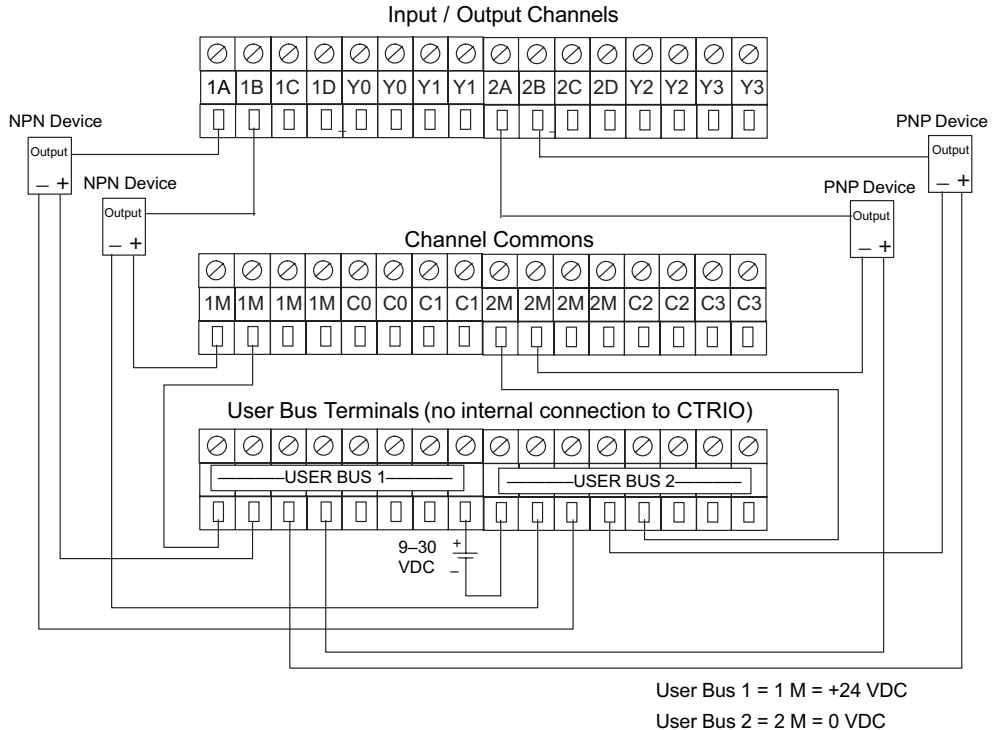 Input / Output Channels
1A 1B 1C 1D Y0 Y0 Y1 Y1 2A 2B 2C 2D Y2 Y2 Y3 Y3
NPN Device
PNP Device
Output
Output
– +
– +
NPN Device
PNP Device
Output
Output
– +
– +
Channel Commons
1M 1M 1M 1M C0 C0 C1 C1 2M 2M 2M 2M C2 C2 C3 C3
User Bus Terminals (no internal connection to CTRIO)
USER BUS 1
USER BUS 2
9–30 +
VDC –
User Bus 1 = 1 M = +24 VDC
User Bus 2 = 2 M = 0 VDC